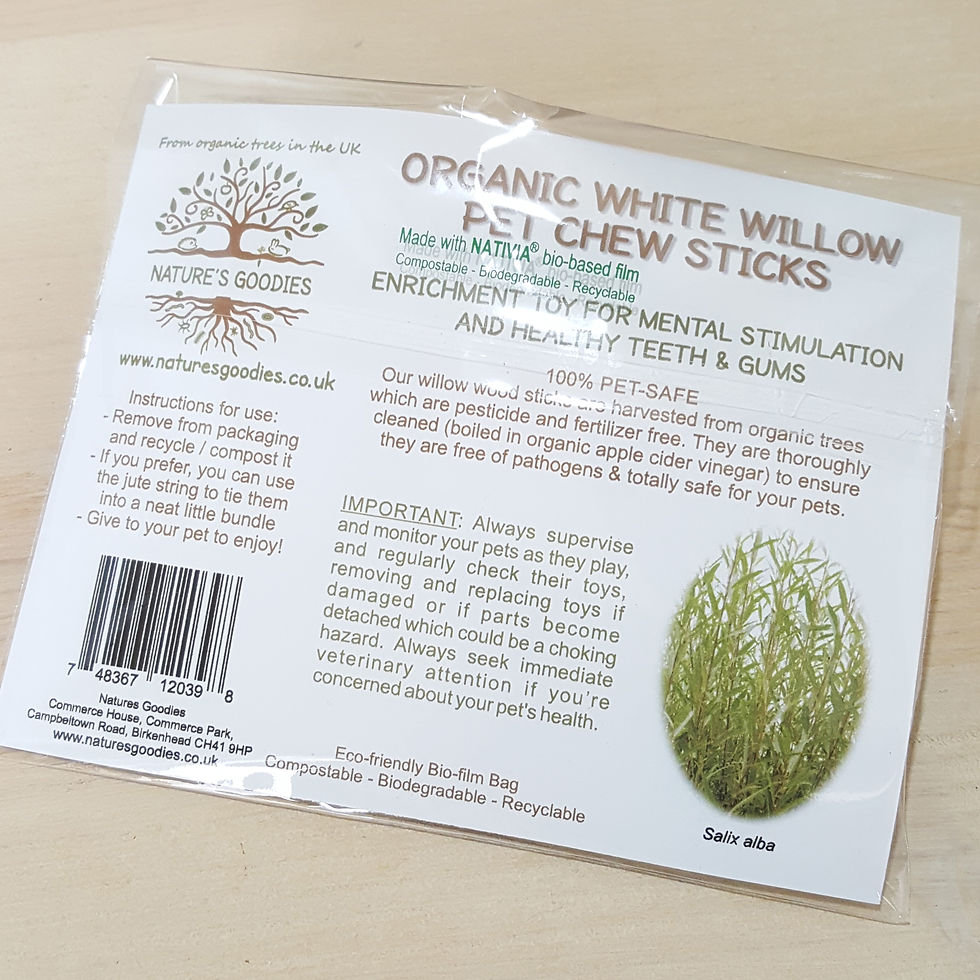 From organic trees in the UK
NATURE'S GOODIES
www.naturesgoodies.co.uk
Instructions for use:
- Remove from packaging
and recycle / compost it
- If you prefer, you can use
the jute string to tie them
into a neat little bundle
- Give to your pet to enjoy!
7 48367 12039 8
Natures Goodies
Commerce House, Commerce Park,
Campbeltown Road, Birkenhead CH41 9HP
www.naturesgoodies.co.uk
ORGANIC WHITE WILLOW
PET CHEW STICKS
Made with NATIVIA® bio-based film
Compostable - Biodegradable - Recyclable
ENRICHMENT TOY FOR MENTAL STIMULATION
AND HEALTHY TEETH & GUMS
100% PET-SAFE
Our willow wood sticks are harvested from organic trees
which are pesticide and fertilizer free. They are thoroughly
cleaned (boiled in organic apple cider vinegar) to ensure
they are free of pathogens & totally safe for your pets.
IMPORTANT: Always supervise
and monitor your pets as they play,
and regularly check their toys,
removing and replacing toys if
damaged or if parts become
detached which could be a choking
hazard. Always seek immediate
veterinary attention if you're
concerned about your pet's health.
Eco-friendly Bio-film Bag
Compostable - Biodegradable - Recyclable
Salix alba